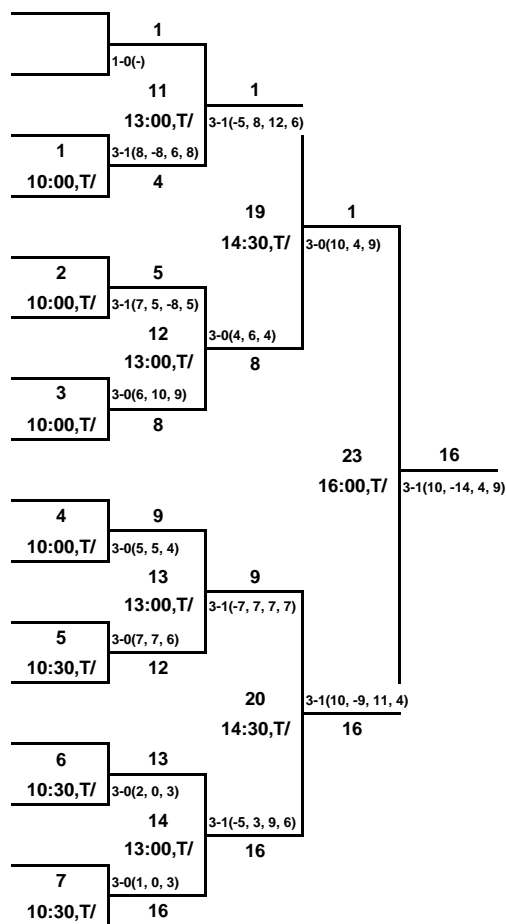 1
1-0(-)
11
1
13:00,T/
3-1(-5, 8, 12, 6)
1
3-1(8, -8, 6, 8)
10:00,T/
4
19
1
14:30,T/
3-0(10, 4, 9)
2
5
10:00,T/
3-1(7, 5, -8, 5)
12
3-0(4, 6, 4)
13:00,T/
8
3
3-0(6, 10, 9)
10:00,T/
8
23
16
16:00,T/
3-1(10, -14, 4, 9)
4
9
10:00,T/
3-0(5, 5, 4)
13
9
13:00,T/
3-1(-7, 7, 7, 7)
5
3-0(7, 7, 6)
10:30,T/
12
20
3-1(10, -9, 11, 4)
14:30,T/
16
6
13
10:30,T/
3-0(2, 0, 3)
14
3-1(-5, 3, 9, 6)
13:00,T/
16
7
3-0(1, 0, 3)
10:30,T/
16